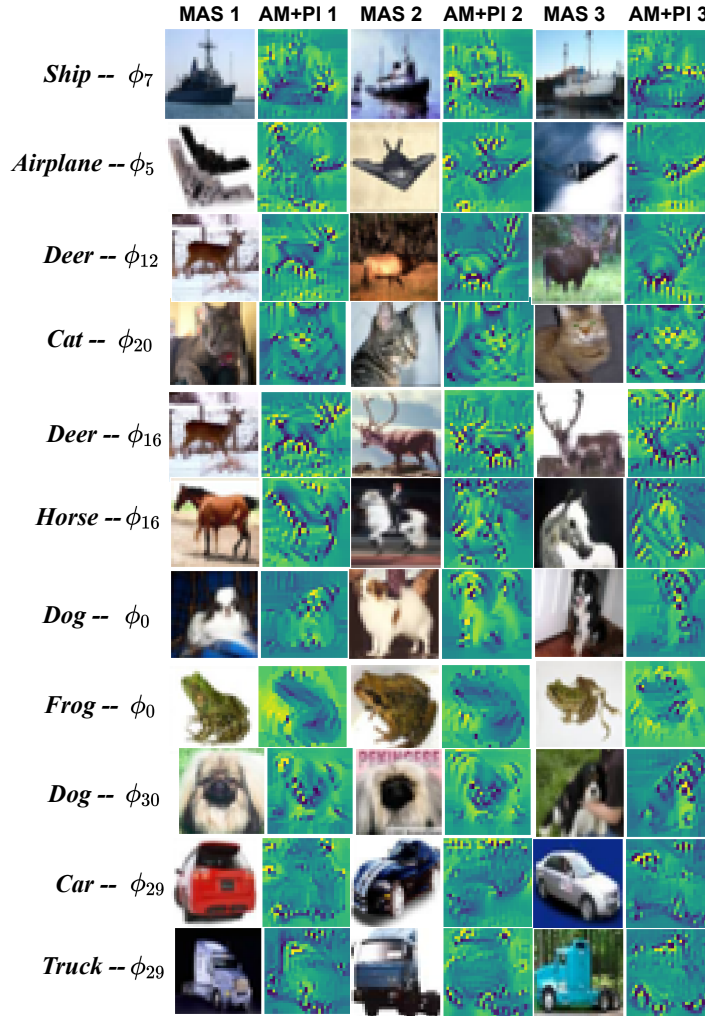 MAS 1 AM+PI 1 MAS 2 AM+PI 2 MAS 3 AM+PI 3
Ship -- ϕ7
Airplane -- ϕ5
Deer -- ϕ12
Cat -- ϕ20
Deer -- ϕ16
Horse -- ϕ16
Dog -- ϕ0
Frog -- ϕ0
PEKINGESE
Dog -- ϕ30
Car -- ϕ29
Truck -- ϕ29